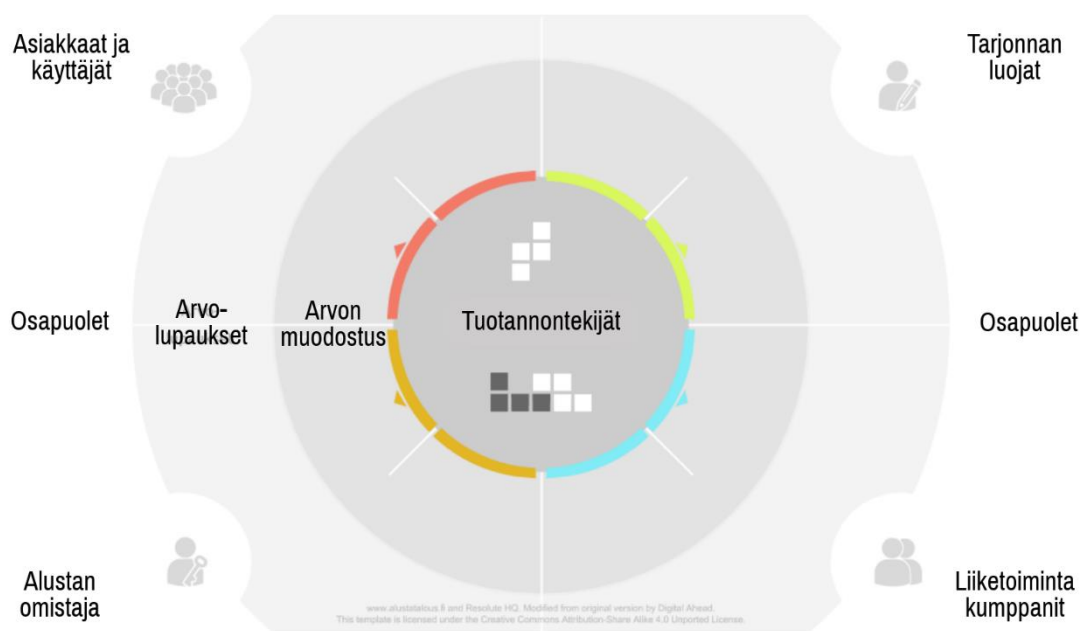 Asiakkaat ja
käyttäjät
Tarjonnan
luojat
Osapuolet
Arvo-
lupaukset
Arvon
muodostus
Tuotannontekijät
Osapuolet
Alustan
omistaja
Liiketoiminta
kumppanit
www.alustatalous.fi and Resolute HQ. Modified from original version by Digital Ahead.
This template is licensed under the Creative Commons Attribution-Share Alike 4.0 Unported License.